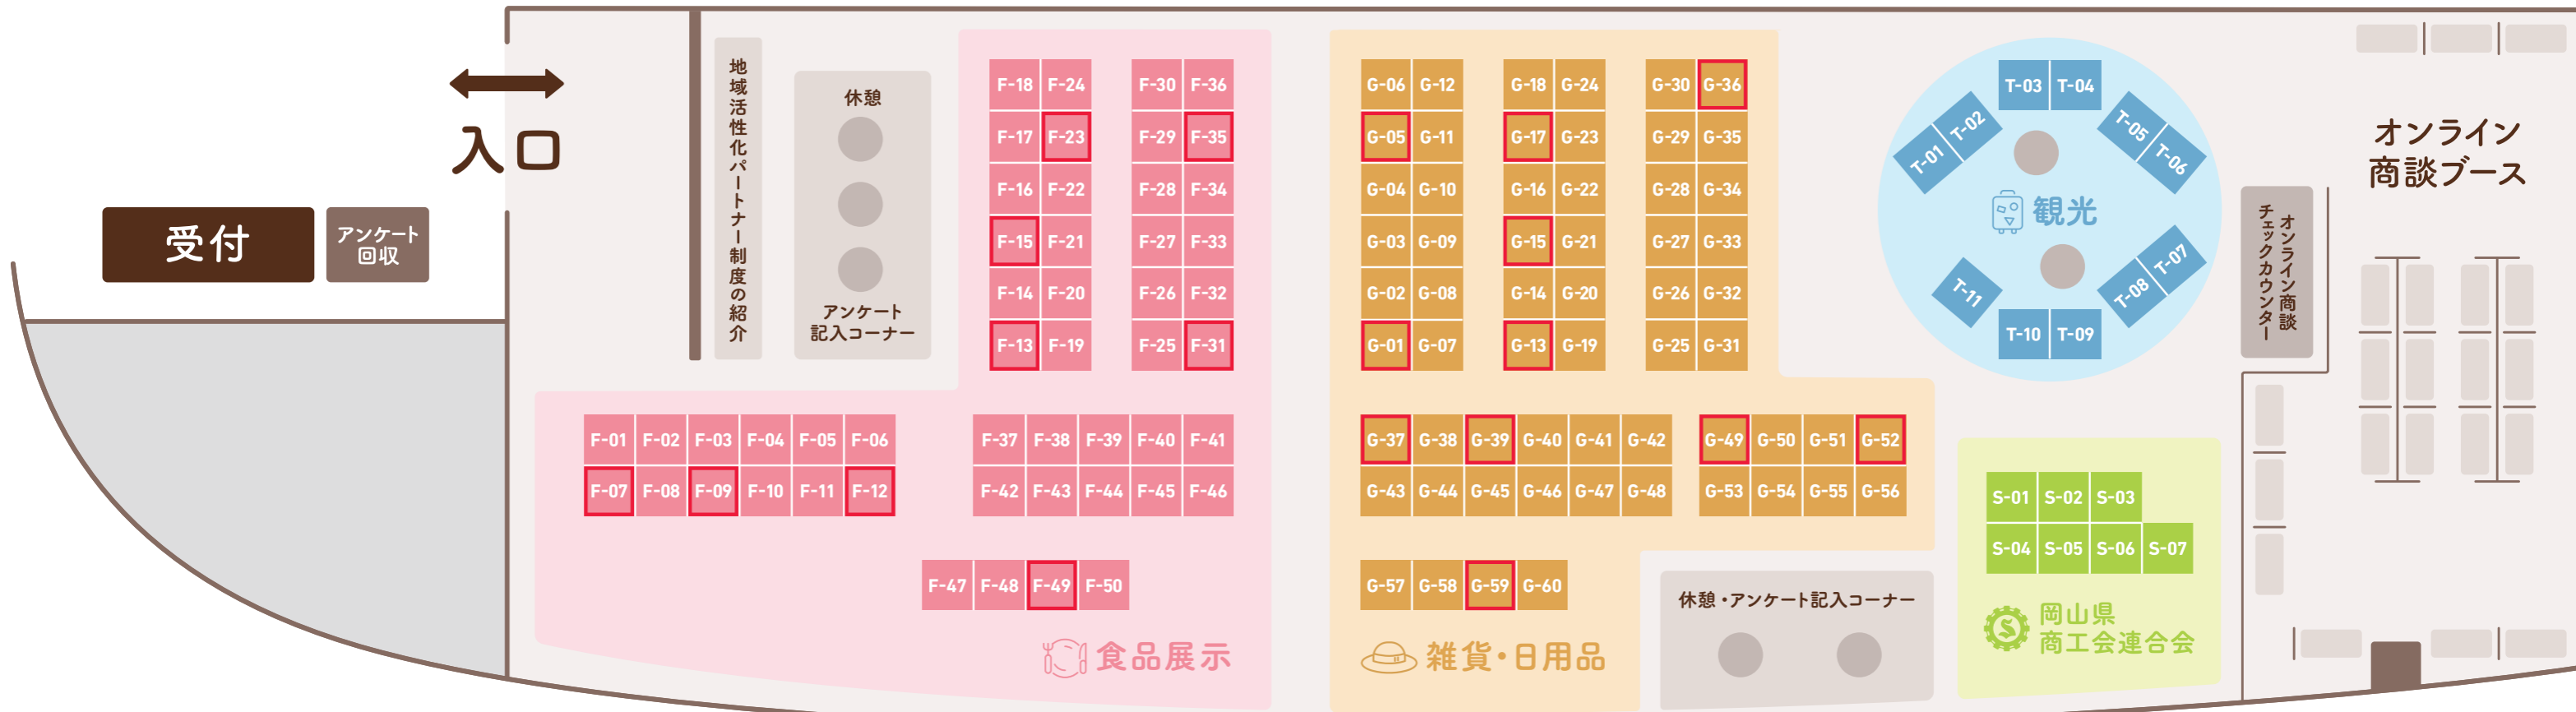 入口
受付
アンケート
回収
地域活性化パートナー制度の紹介
休憩
アンケート
記入コーナー
F-18 F-24 F-30 F-36
F-17 F-23 F-29 F-35
F-16 F-22 F-28 F-34
F-15 F-21 F-27 F-33
F-14 F-20 F-26 F-32
F-13 F-19 F-25 F-31
F-01 F-02 F-03 F-04 F-05 F-06
F-07 F-08 F-09 F-10 F-11 F-12
F-37 F-38 F-39 F-40 F-41
F-42 F-43 F-44 F-45 F-46
F-47 F-48 F-49 F-50
食品展示
G-06 G-12 G-18 G-24 G-30 G-36
G-05 G-11 G-17 G-23 G-29 G-35
G-04 G-10 G-16 G-22 G-28 G-34
G-03 G-09 G-15 G-21 G-27 G-33
G-02 G-08 G-14 G-20 G-26 G-32
G-01 G-07 G-13 G-19 G-25 G-31
G-37 G-38 G-39 G-40 G-41 G-42
G-43 G-44 G-45 G-46 G-47 G-48
G-49 G-50 G-51 G-52
G-53 G-54 G-55 G-56
G-57 G-58 G-59 G-60
雑貨・日用品
休憩・アンケート記入コーナー
T-03 T-04
T-01 T-02
T-05 T-06
観光
T-11
T-08 T-07
T-10 T-09
S-01 S-02 S-03
S-04 S-05 S-06 S-07
S
岡山県
商工会連合会
オンライン商談
チェックカウンター
オンライン
商談ブース